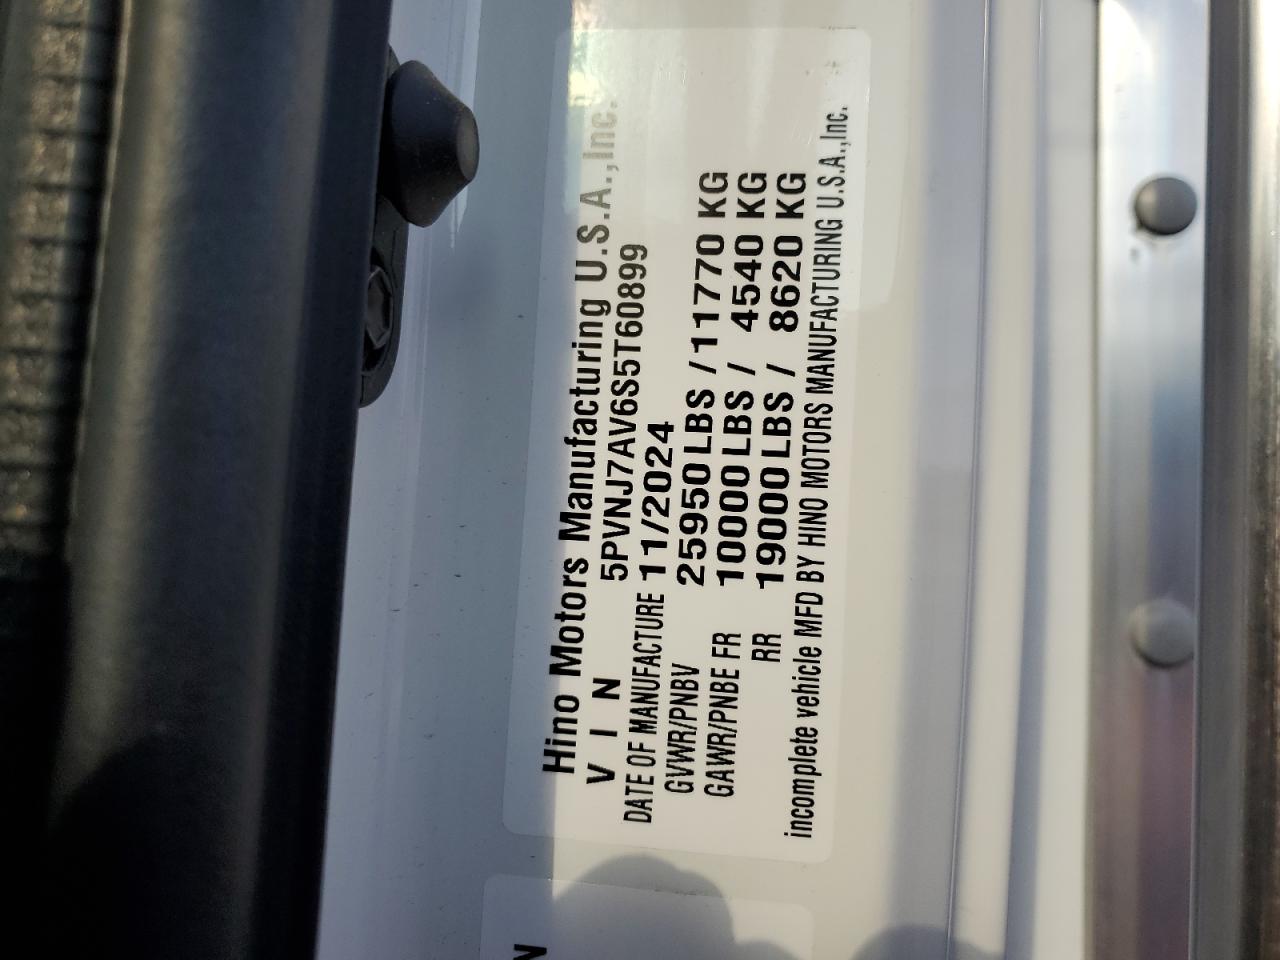 Hino Motors Manufacturing U.S.A.,Inc.
V I N 5PVNJ7AV6S5T60899
DATE OF MANUFACTURE 11/2024
GVWR/PNBV 25950 LBS / 11770 KG
GAWR/PNBE FR 10000 LBS / 4540 KG
RR 19000 LBS / 8620 KG
incomplete vehicle MFD BY HINO MOTORS MANUFACTURING U.S.A.,Inc.
N